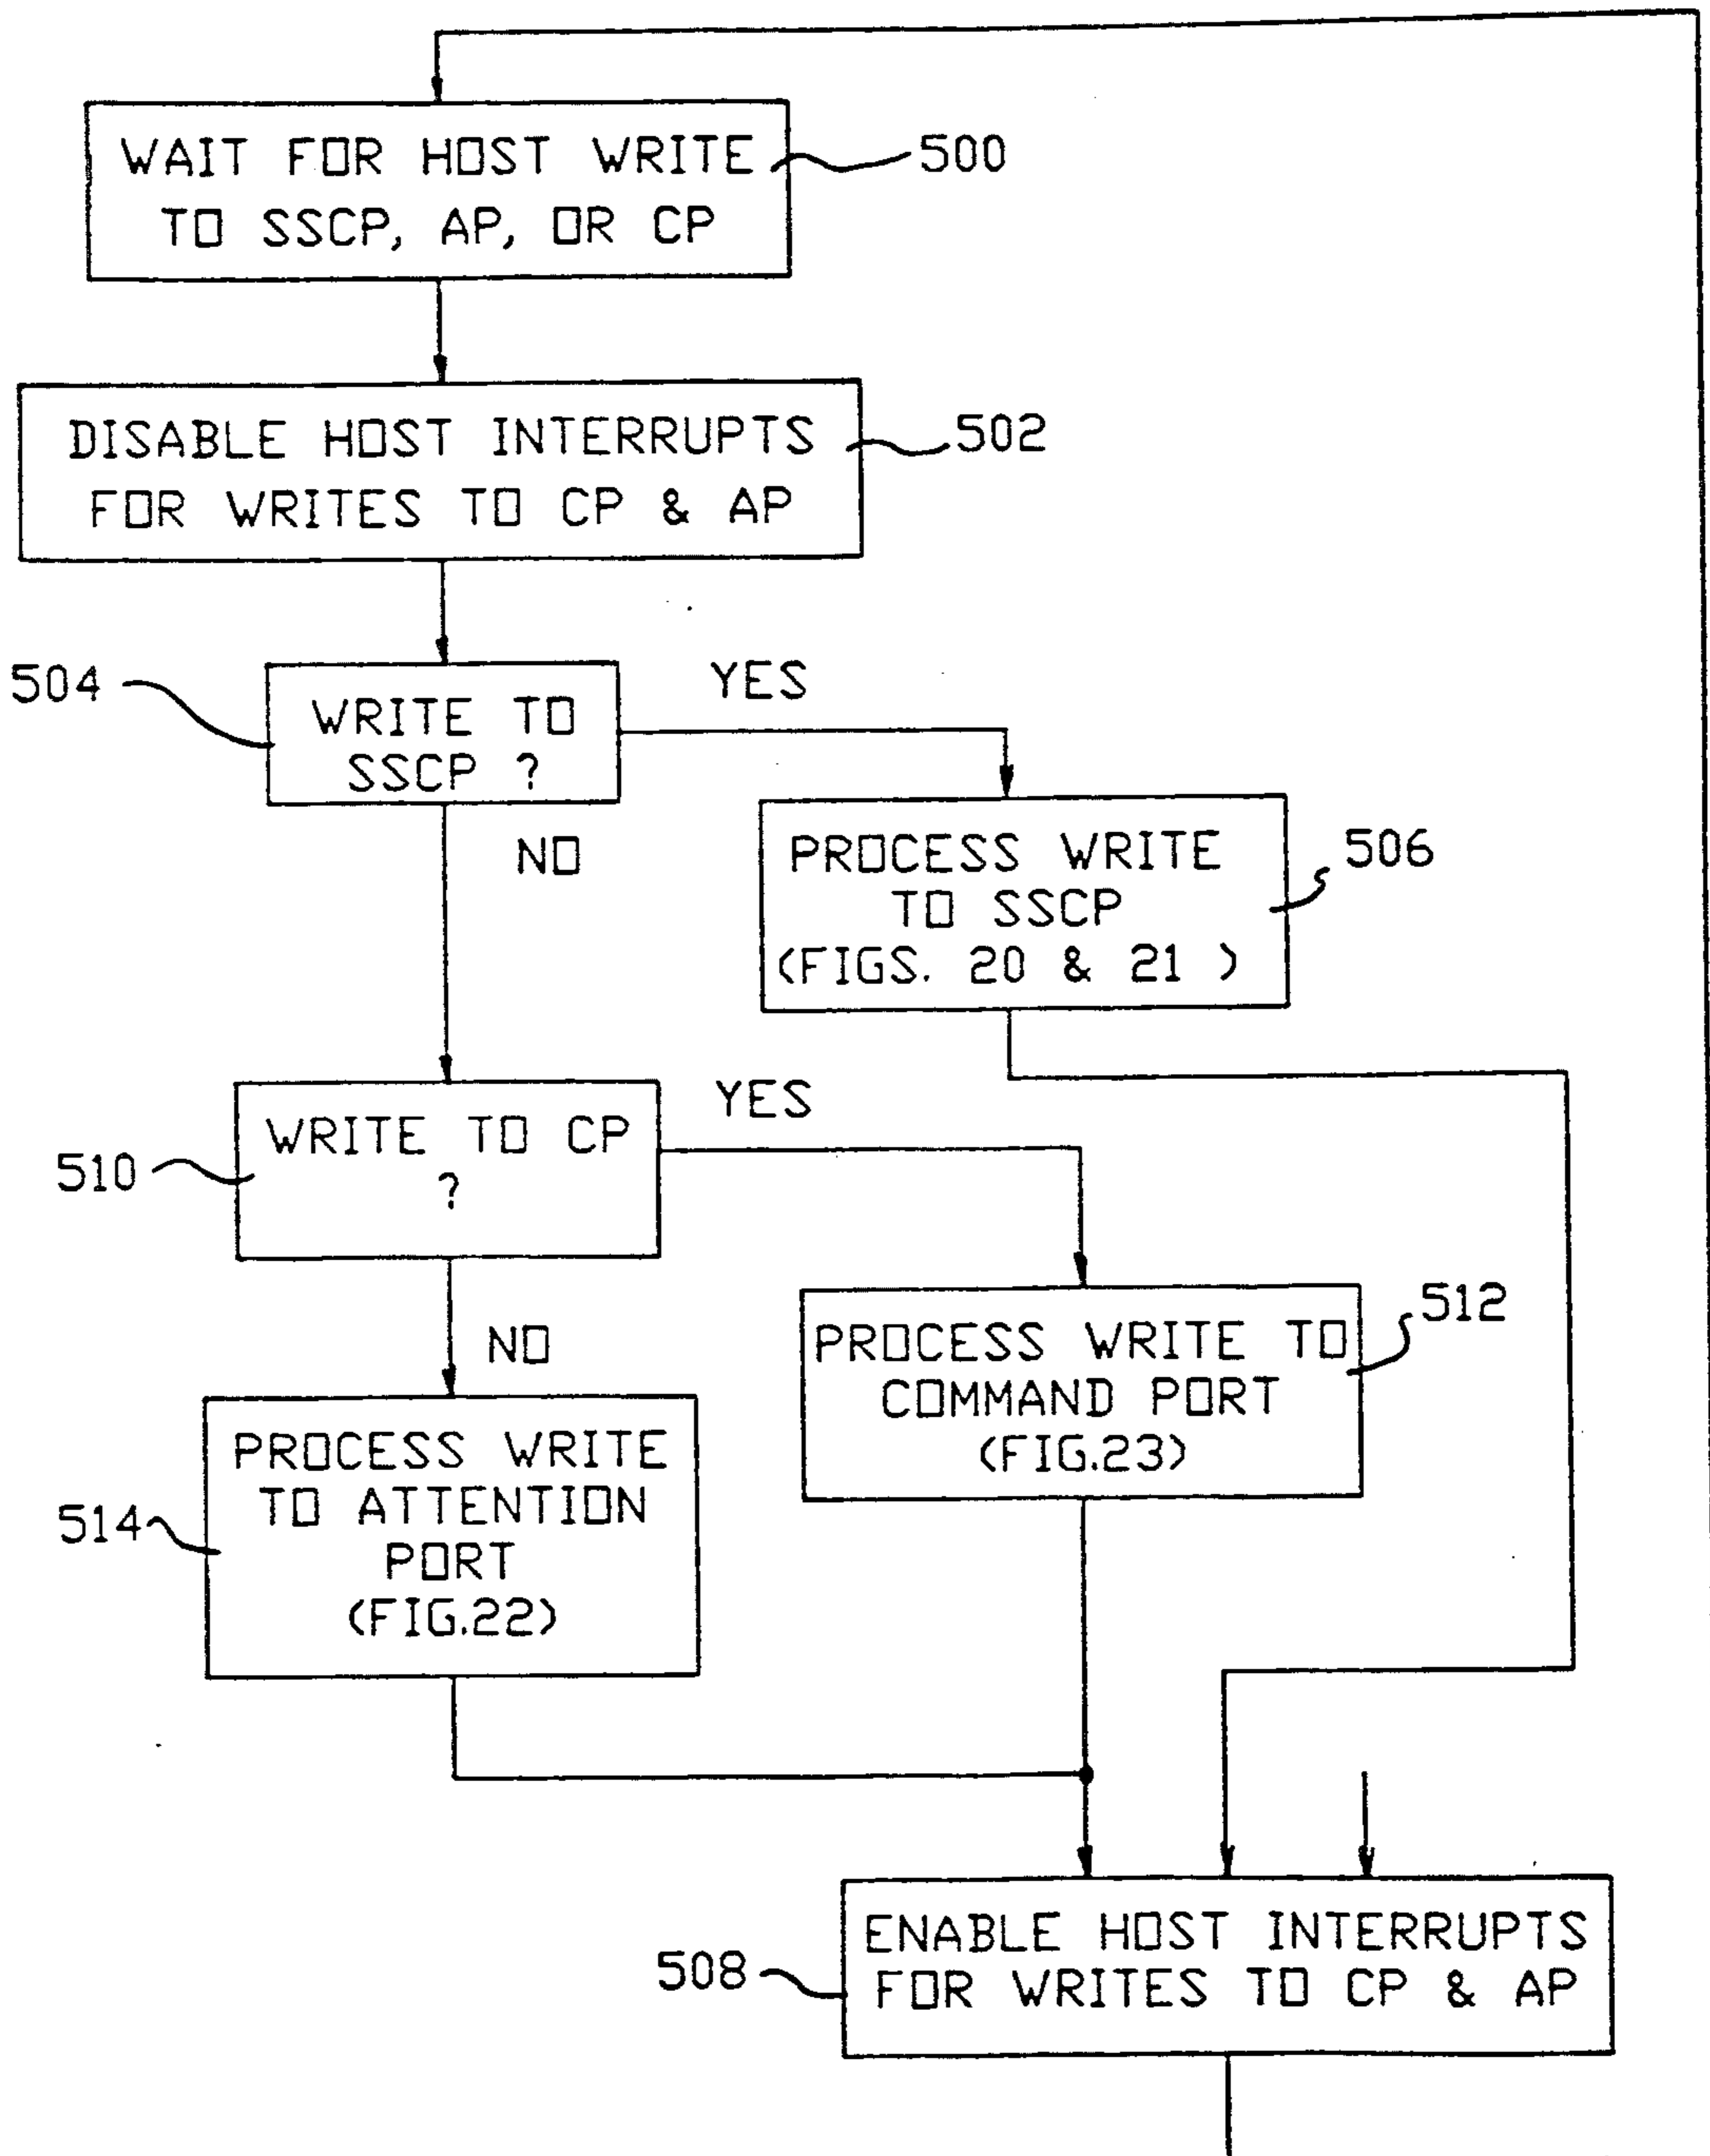 WAIT FOR HOST WRITE
TO SSCP, AP, OR CP
500
DISABLE HOST INTERRUPTS
FOR WRITES TO CP & AP
502
504
WRITE TO
SSCP ?
YES
NO
PROCESS WRITE
TO SSCP
(FIGS. 20 & 21 )
506
510
WRITE TO CP
?
YES
NO
PROCESS WRITE TO
COMMAND PORT
(FIG.23)
512
514
PROCESS WRITE
TO ATTENTION
PORT
(FIG.22)
508
ENABLE HOST INTERRUPTS
FOR WRITES TO CP & AP